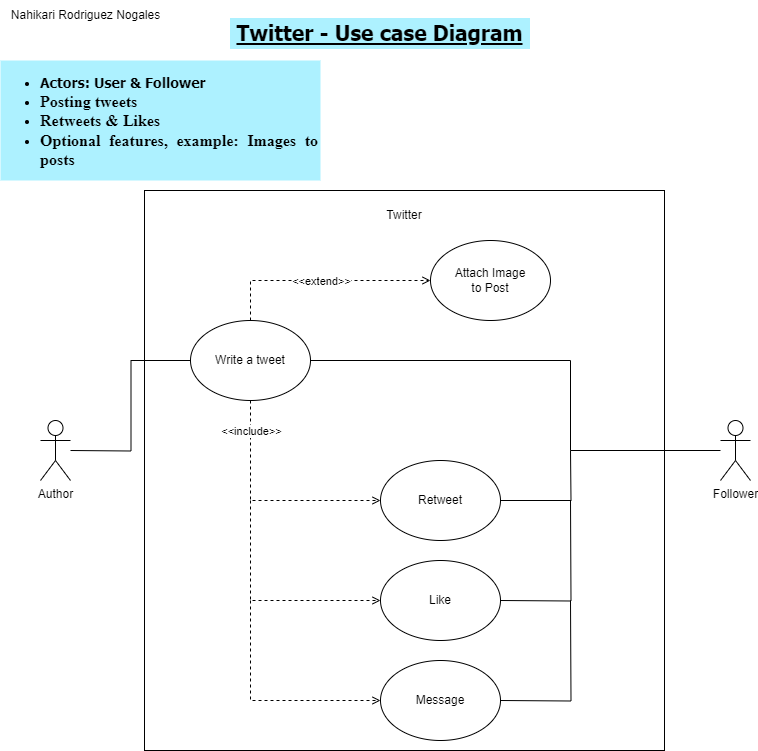 Nahikari Rodriguez Nogales
Twitter - Use case Diagram
Actors: User & Follower
Posting tweets
Retweets & Likes
Optional features, example: Images to
posts
Twitter
Attach Image
to Post
<<extend>>
Write a tweet
<<include>>
Author
Follower
Retweet
Like
Message